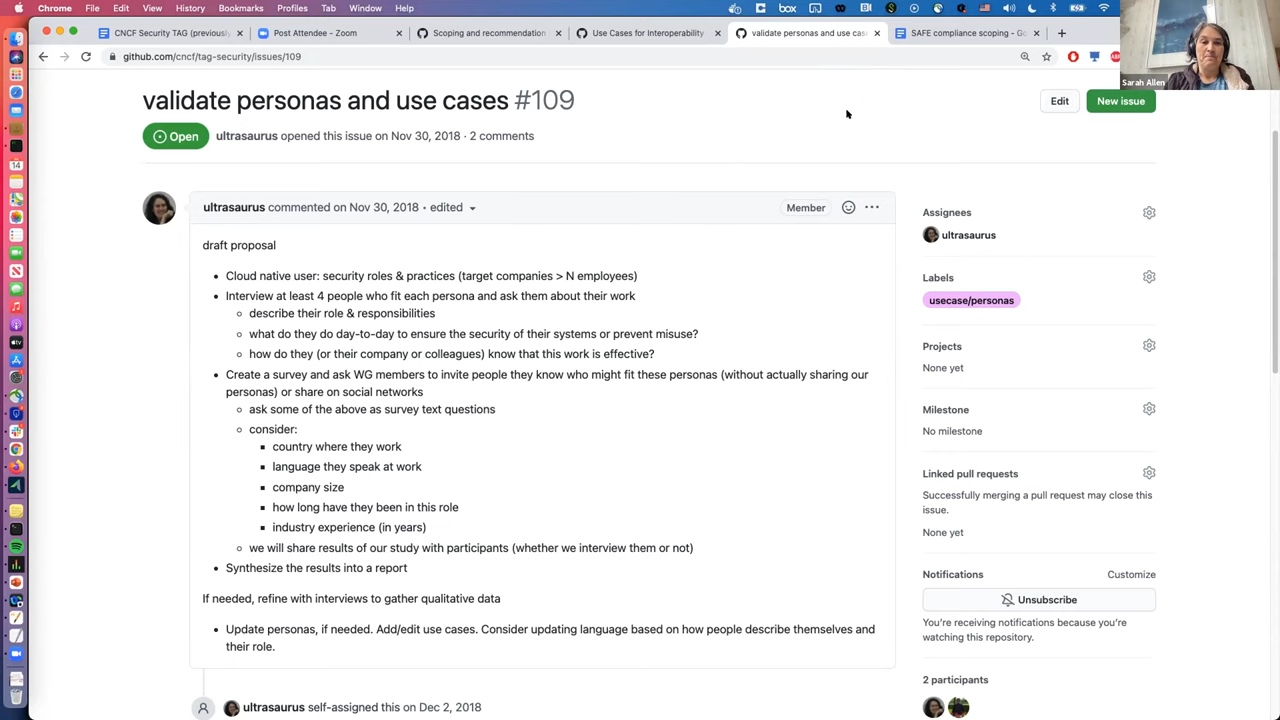 Chrome File Edit View History Bookmarks Profiles Tab Window Help
CNCF Security TAG (previously
Post Attendee - Zoom
Scoping and recommendation
Use Cases for Interoperability
validate personas and use cas
SAFE compliance scoping - Go
github.com/cncf/tag-security/issues/109
Sarah Allen
validate personas and use cases #109
Edit
New issue
Open
ultrasaurus opened this issue on Nov 30, 2018 · 2 comments
ultrasaurus commented on Nov 30, 2018 • edited
Member
draft proposal
• Cloud native user: security roles & practices (target companies > N employees)
• Interview at least 4 people who fit each persona and ask them about their work
◦ describe their role & responsibilities
◦ what do they do day-to-day to ensure the security of their systems or prevent misuse?
◦ how do they (or their company or colleagues) know that this work is effective?
• Create a survey and ask WG members to invite people they know who might fit these personas (without actually sharing our
personas) or share on social networks
◦ ask some of the above as survey text questions
◦ consider:
▪ country where they work
▪ language they speak at work
▪ company size
▪ how long have they been in this role
▪ industry experience (in years)
◦ we will share results of our study with participants (whether we interview them or not)
• Synthesize the results into a report
If needed, refine with interviews to gather qualitative data
• Update personas, if needed. Add/edit use cases. Consider updating language based on how people describe themselves and
their role.
ultrasaurus self-assigned this on Dec 2, 2018
Assignees
ultrasaurus
Labels
usecase/personas
Projects
None yet
Milestone
No milestone
Linked pull requests
Successfully merging a pull request may close this
issue.
None yet
Notifications
Customize
Unsubscribe
You're receiving notifications because you're
watching this repository.
2 participants